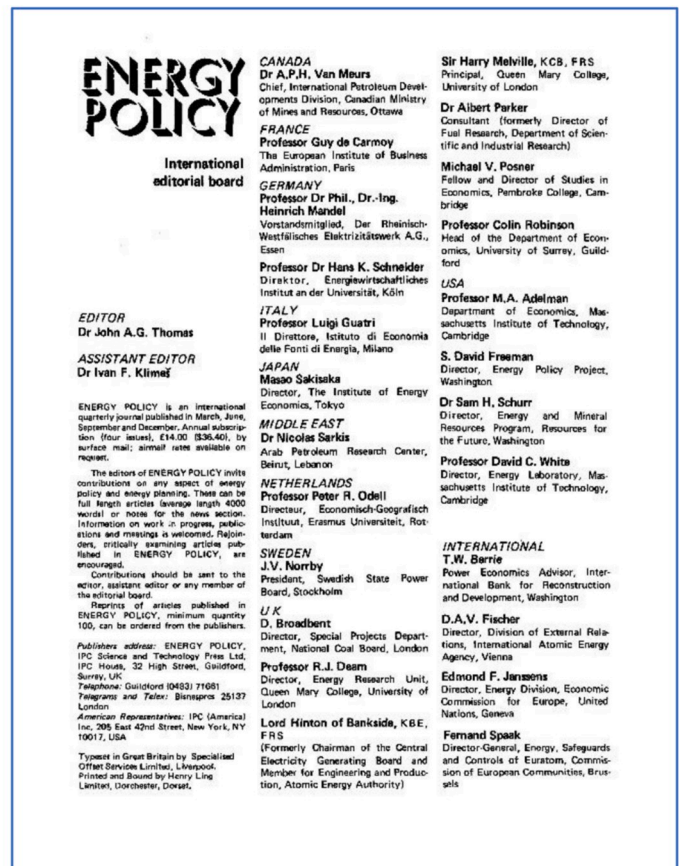 ENERGY
POLICY
International
editorial board
EDITOR
Dr John A.G. Thomas
ASSISTANT EDITOR
Dr Ivan F. Klimeš
ENERGY POLICY is an international
quarterly journal published in March, June,
September and December. Annual subscrip-
tion (four issues), £14.00 ($36.40), by
surface mail; airmail rates available on
request.
The editors of ENERGY POLICY invite
contributions on any aspect of energy
policy and energy planning. These can be
full length articles (average length 4000
words) or notes for the news section.
Information on work in progress, public-
ations and meetings is welcomed. Rejoin-
ders, critically examining articles pub-
lished in ENERGY POLICY, are
encouraged.
Contributions should be sent to the
editor, assistant editor or any member of
the editorial board.
Reprints of articles published in
ENERGY POLICY, minimum quantity
100, can be ordered from the publishers.
Publishers address: ENERGY POLICY,
IPC Science and Technology Press Ltd,
IPC House, 32 High Street, Guildford,
Surrey, UK
Telephone: Guildford (0483) 71661
Telegrams and Telex: Bisnespres 25137
London
American Representatives: IPC (America)
Inc, 205 East 42nd Street, New York, NY
10017, USA
Typeset in Great Britain by Specialised
Offset Services Limited, Liverpool.
Printed and Bound by Henry Ling
Limited, Dorchester, Dorset.
CANADA
Dr A.P.H. Van Meurs
Chief, International Petroleum Devel-
opments Division, Canadian Ministry
of Mines and Resources, Ottawa
FRANCE
Professor Guy de Carmoy
The European Institute of Business
Administration, Paris
GERMANY
Professor Dr Phil., Dr.-Ing.
Heinrich Mandel
Vorstandsmitglied, Der Rheinisch-
Westfälisches Elektrizitätswerk A.G.,
Essen
Professor Dr Hans K. Schneider
Direktor, Energiewirtschaftliches
Institut an der Universität, Köln
ITALY
Professor Luigi Guatri
Il Direttore, Istituto di Economia
delle Fonti di Energia, Milano
JAPAN
Masao Sakisaka
Director, The Institute of Energy
Economics, Tokyo
MIDDLE EAST
Dr Nicolas Sarkis
Arab Petroleum Research Center,
Beirut, Lebanon
NETHERLANDS
Professor Peter R. Odell
Directeur, Economisch-Geografisch
Instituut, Erasmus Universiteit, Rot-
terdam
SWEDEN
J.V. Norrby
President, Swedish State Power
Board, Stockholm
UK
D. Broadbent
Director, Special Projects Depart-
ment, National Coal Board, London
Professor R.J. Deam
Director, Energy Research Unit,
Queen Mary College, University of
London
Lord Hinton of Bankside, KBE,
FRS
(Formerly Chairman of the Central
Electricity Generating Board and
Member for Engineering and Produc-
tion, Atomic Energy Authority)
Sir Harry Melville, KCB, FRS
Principal, Queen Mary College,
University of London
Dr Albert Parker
Consultant (formerly Director of
Fuel Research, Department of Scien-
tific and Industrial Research)
Michael V. Posner
Fellow and Director of Studies in
Economics, Pembroke College, Cam-
bridge
Professor Colin Robinson
Head of the Department of Econ-
omics, University of Surrey, Guild-
ford
USA
Professor M.A. Adelman
Department of Economics, Mas-
sachusetts Institute of Technology,
Cambridge
S. David Freeman
Director, Energy Policy Project,
Washington
Dr Sam H. Schurr
Director, Energy and Mineral
Resources Program, Resources for
the Future, Washington
Professor David C. White
Director, Energy Laboratory, Mas-
sachusetts Institute of Technology,
Cambridge
INTERNATIONAL
T.W. Berrie
Power Economics Advisor, Inter-
national Bank for Reconstruction
and Development, Washington
D.A.V. Fischer
Director, Division of External Rela-
tions, International Atomic Energy
Agency, Vienna
Edmond F. Janssens
Director, Energy Division, Economic
Commission for Europe, United
Nations, Geneva
Fernand Spaak
Director-General, Energy, Safeguards
and Controls of Euratom, Commis-
sion of European Communities, Brus-
sels